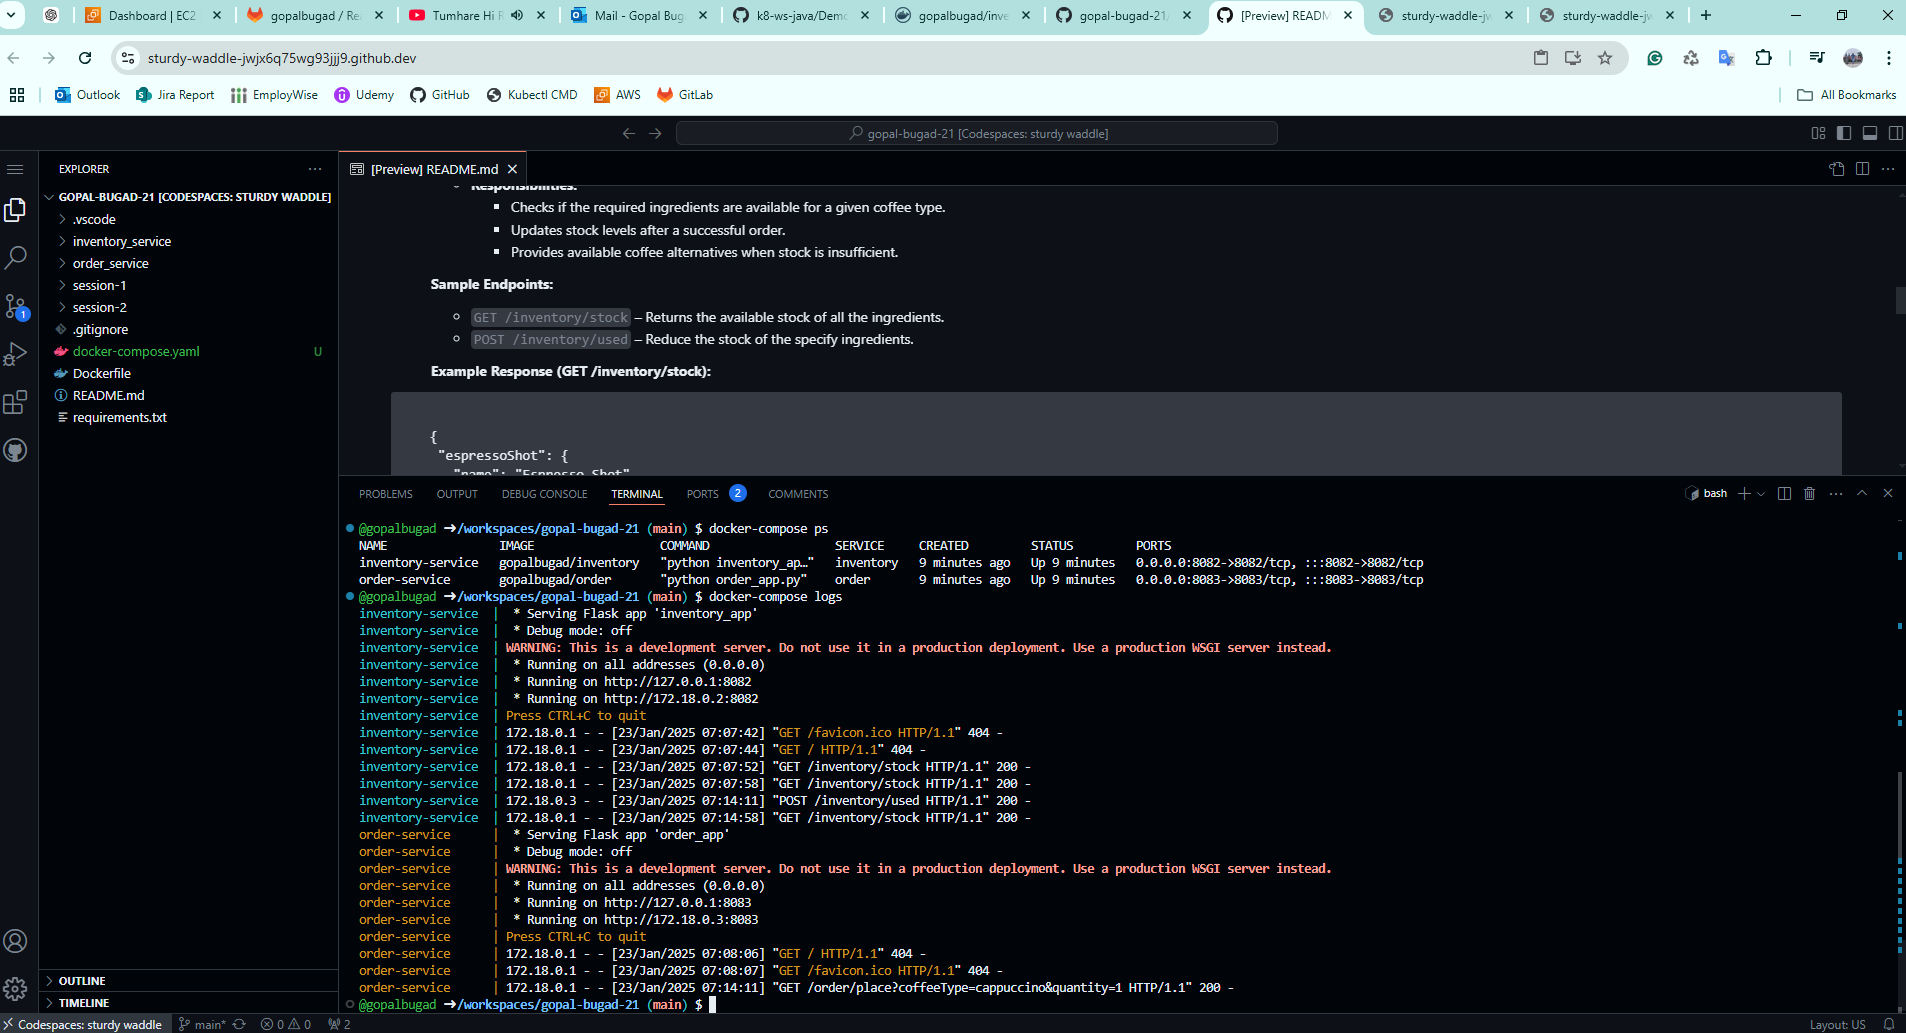 Dashboard | EC2
gopalbugad / Re
Tumhare Hi R
Mail - Gopal Bug
k8-ws-java/Demo
gopalbugad/inve
gopal-bugad-21/
[Preview] READM
sturdy-waddle-jw
sturdy-waddle-jw
sturdy-waddle-jwjx6q75wg93jjj9.github.dev
Outlook
Jira Report
EmployWise
Udemy
GitHub
Kubectl CMD
AWS
GitLab
All Bookmarks
gopal-bugad-21 [Codespaces: sturdy waddle]
EXPLORER
GOPAL-BUGAD-21 [CODESPACES: STURDY WADDLE]
.vscode
inventory_service
order_service
session-1
session-2
.gitignore
docker-compose.yaml U
Dockerfile
README.md
requirements.txt
OUTLINE
TIMELINE
[Preview] README.md
Responsibilities:
Checks if the required ingredients are available for a given coffee type.
Updates stock levels after a successful order.
Provides available coffee alternatives when stock is insufficient.
Sample Endpoints:
GET /inventory/stock – Returns the available stock of all the ingredients.
POST /inventory/used – Reduce the stock of the specify ingredients.
Example Response (GET /inventory/stock):
{
"espressoShot": {
"name": "Espresso Shot"
PROBLEMS OUTPUT DEBUG CONSOLE TERMINAL PORTS 2 COMMENTS
bash
@gopalbugad ➜/workspaces/gopal-bugad-21 (main) $ docker-compose ps
NAME IMAGE COMMAND SERVICE CREATED STATUS PORTS
inventory-service gopalbugad/inventory "python inventory_ap…" inventory 9 minutes ago Up 9 minutes 0.0.0.0:8082->8082/tcp, :::8082->8082/tcp
order-service gopalbugad/order "python order_app.py" order 9 minutes ago Up 9 minutes 0.0.0.0:8083->8083/tcp, :::8083->8083/tcp
@gopalbugad ➜/workspaces/gopal-bugad-21 (main) $ docker-compose logs
inventory-service | * Serving Flask app 'inventory_app'
inventory-service | * Debug mode: off
inventory-service | WARNING: This is a development server. Do not use it in a production deployment. Use a production WSGI server instead.
inventory-service | * Running on all addresses (0.0.0.0)
inventory-service | * Running on http://127.0.0.1:8082
inventory-service | * Running on http://172.18.0.2:8082
inventory-service | Press CTRL+C to quit
inventory-service | 172.18.0.1 - - [23/Jan/2025 07:07:42] "GET /favicon.ico HTTP/1.1" 404 -
inventory-service | 172.18.0.1 - - [23/Jan/2025 07:07:44] "GET / HTTP/1.1" 404 -
inventory-service | 172.18.0.1 - - [23/Jan/2025 07:07:52] "GET /inventory/stock HTTP/1.1" 200 -
inventory-service | 172.18.0.1 - - [23/Jan/2025 07:07:58] "GET /inventory/stock HTTP/1.1" 200 -
inventory-service | 172.18.0.3 - - [23/Jan/2025 07:14:11] "POST /inventory/used HTTP/1.1" 200 -
inventory-service | 172.18.0.1 - - [23/Jan/2025 07:14:58] "GET /inventory/stock HTTP/1.1" 200 -
order-service | * Serving Flask app 'order_app'
order-service | * Debug mode: off
order-service | WARNING: This is a development server. Do not use it in a production deployment. Use a production WSGI server instead.
order-service | * Running on all addresses (0.0.0.0)
order-service | * Running on http://127.0.0.1:8083
order-service | * Running on http://172.18.0.3:8083
order-service | Press CTRL+C to quit
order-service | 172.18.0.1 - - [23/Jan/2025 07:08:06] "GET / HTTP/1.1" 404 -
order-service | 172.18.0.1 - - [23/Jan/2025 07:08:07] "GET /favicon.ico HTTP/1.1" 404 -
order-service | 172.18.0.1 - - [23/Jan/2025 07:14:11] "GET /order/place?coffeeType=cappuccino&quantity=1 HTTP/1.1" 200 -
@gopalbugad ➜/workspaces/gopal-bugad-21 (main) $
1
Codespaces: sturdy waddle main* 0 0 2 Layout: US